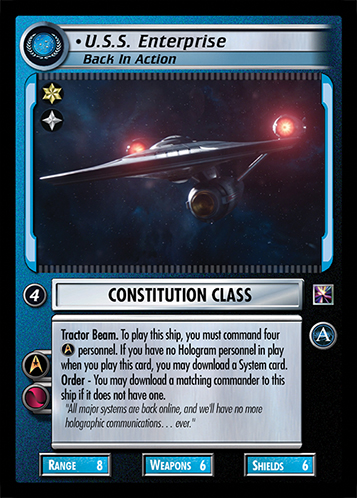 • U.S.S. Enterprise
Back In Action
4
CONSTITUTION CLASS
A
Tractor Beam. To play this ship, you must command four
A personnel. If you have no Hologram personnel in play
when you play this card, you may download a System card.
Order - You may download a matching commander to this
ship if it does not have one.
"All major systems are back online, and we'll have no more
holographic communications . . . ever."
RANGE 8
WEAPONS 6
SHIELDS 6